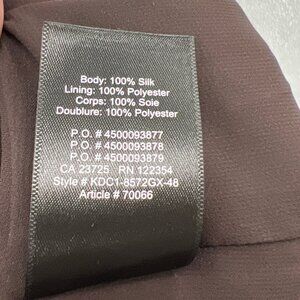 Body: 100% Silk
Lining: 100% Polyester
Corps: 100% Soie
Doublure: 100% Polyester
P.O. # 4500093877
P.O. # 4500093878
P.O. # 4500093879
CA 23725 RN 122354
Style # KDC1-8572GX-48
Article # 70066